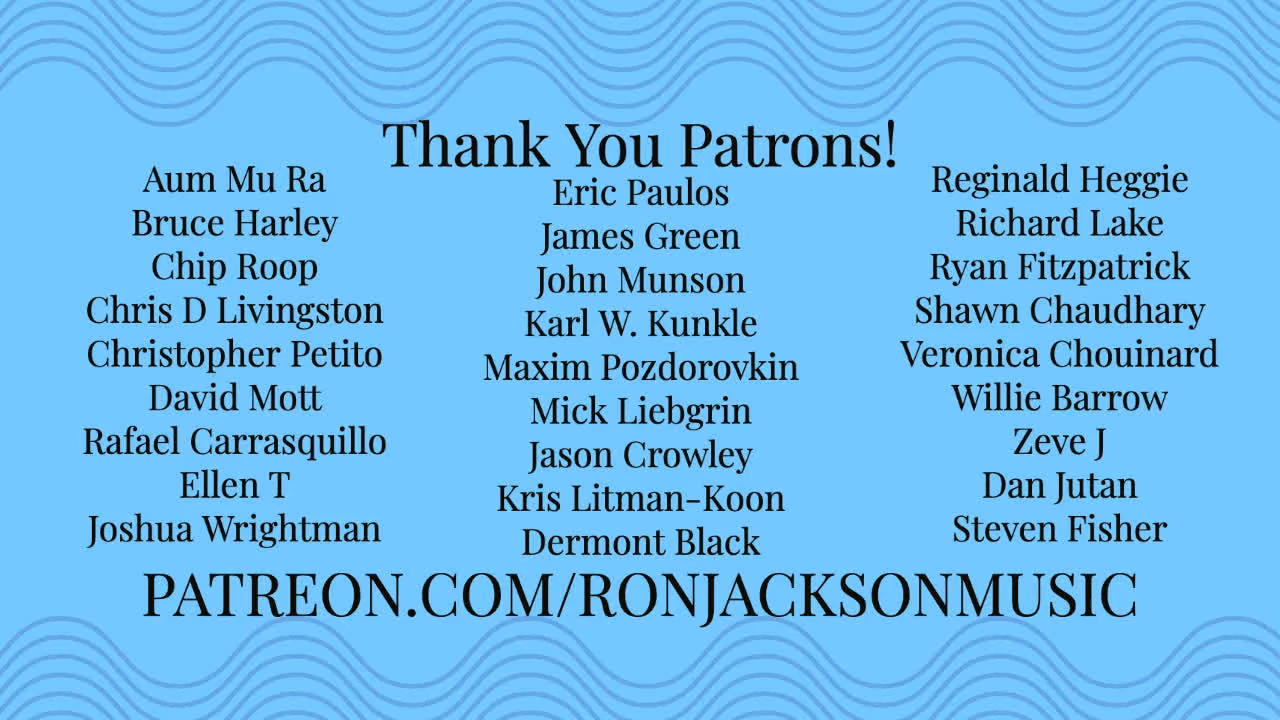 Thank You Patrons!
Aum Mu Ra
Bruce Harley
Chip Roop
Chris D Livingston
Christopher Petito
David Mott
Rafael Carrasquillo
Ellen T
Joshua Wrightman
Eric Paulos
James Green
John Munson
Karl W. Kunkle
Maxim Pozdorovkin
Mick Liebgrin
Jason Crowley
Kris Litman-Koon
Dermont Black
Reginald Heggie
Richard Lake
Ryan Fitzpatrick
Shawn Chaudhary
Veronica Chouinard
Willie Barrow
Zeve J
Dan Jutan
Steven Fisher
PATREON.COM/RONJACKSONMUSIC